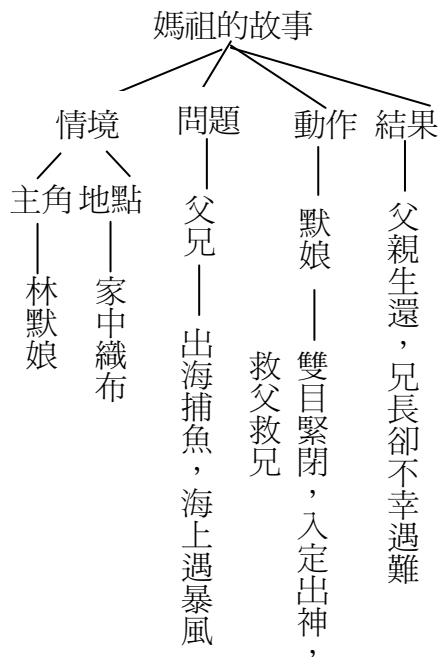 媽祖的故事
情境
問題
動作
結果
主角
地點
父兄
默娘
父親生還，兄長卻不幸遇難
林默娘
家中織布
出海捕魚，海上遇暴風
雙目緊閉，入定出神，
救父救兄